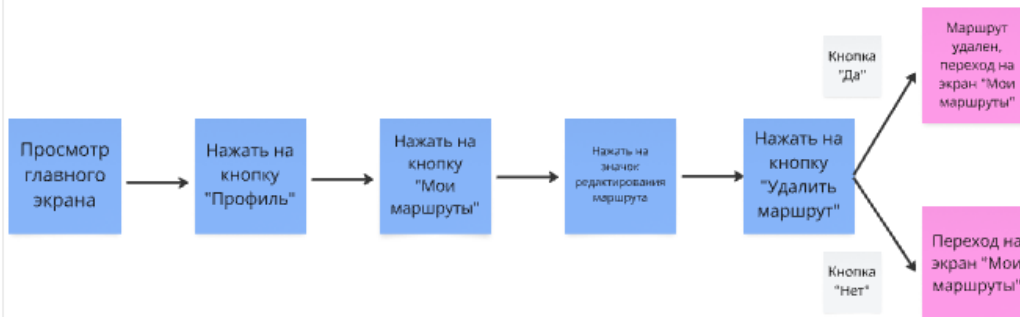 Просмотр
главного
экрана
Нажать на
кнопку
"Профиль"
Нажать на
кнопку
"Мои
маршруты"
Нажать на
значок
редактирования
маршрута
Нажать на
кнопку
"Удалить
маршрут"
Кнопка
"Да"
Маршрут
удален,
переход на
экран "Мои
маршруты"
Кнопка
"Нет"
Переход на
экран "Мои
маршруты"